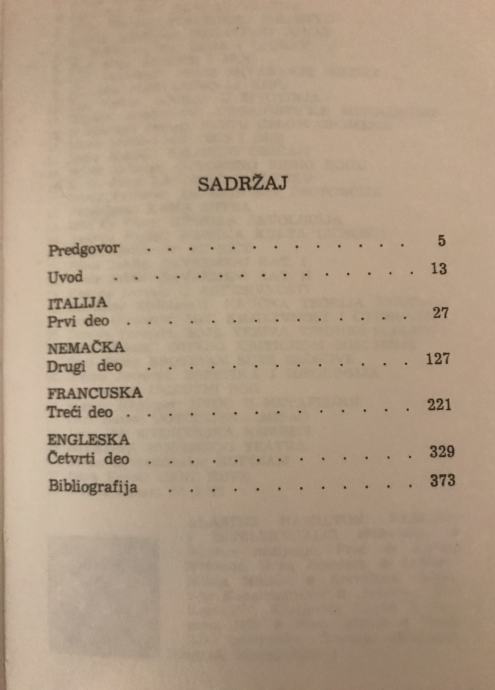 SADRŽAJ
Predgovor . . . . . . . . . . . . . 5
Uvod . . . . . . . . . . . . . . . 13
ITALIJA
Prvi deo . . . . . . . . . . . . . . 27
NEMAČKA
Drugi deo . . . . . . . . . . . . . 127
FRANCUSKA
Treći deo . . . . . . . . . . . . . . 221
ENGLESKA
Četvrti deo . . . . . . . . . . . . . 329
Bibliografija . . . . . . . . . . . . 373